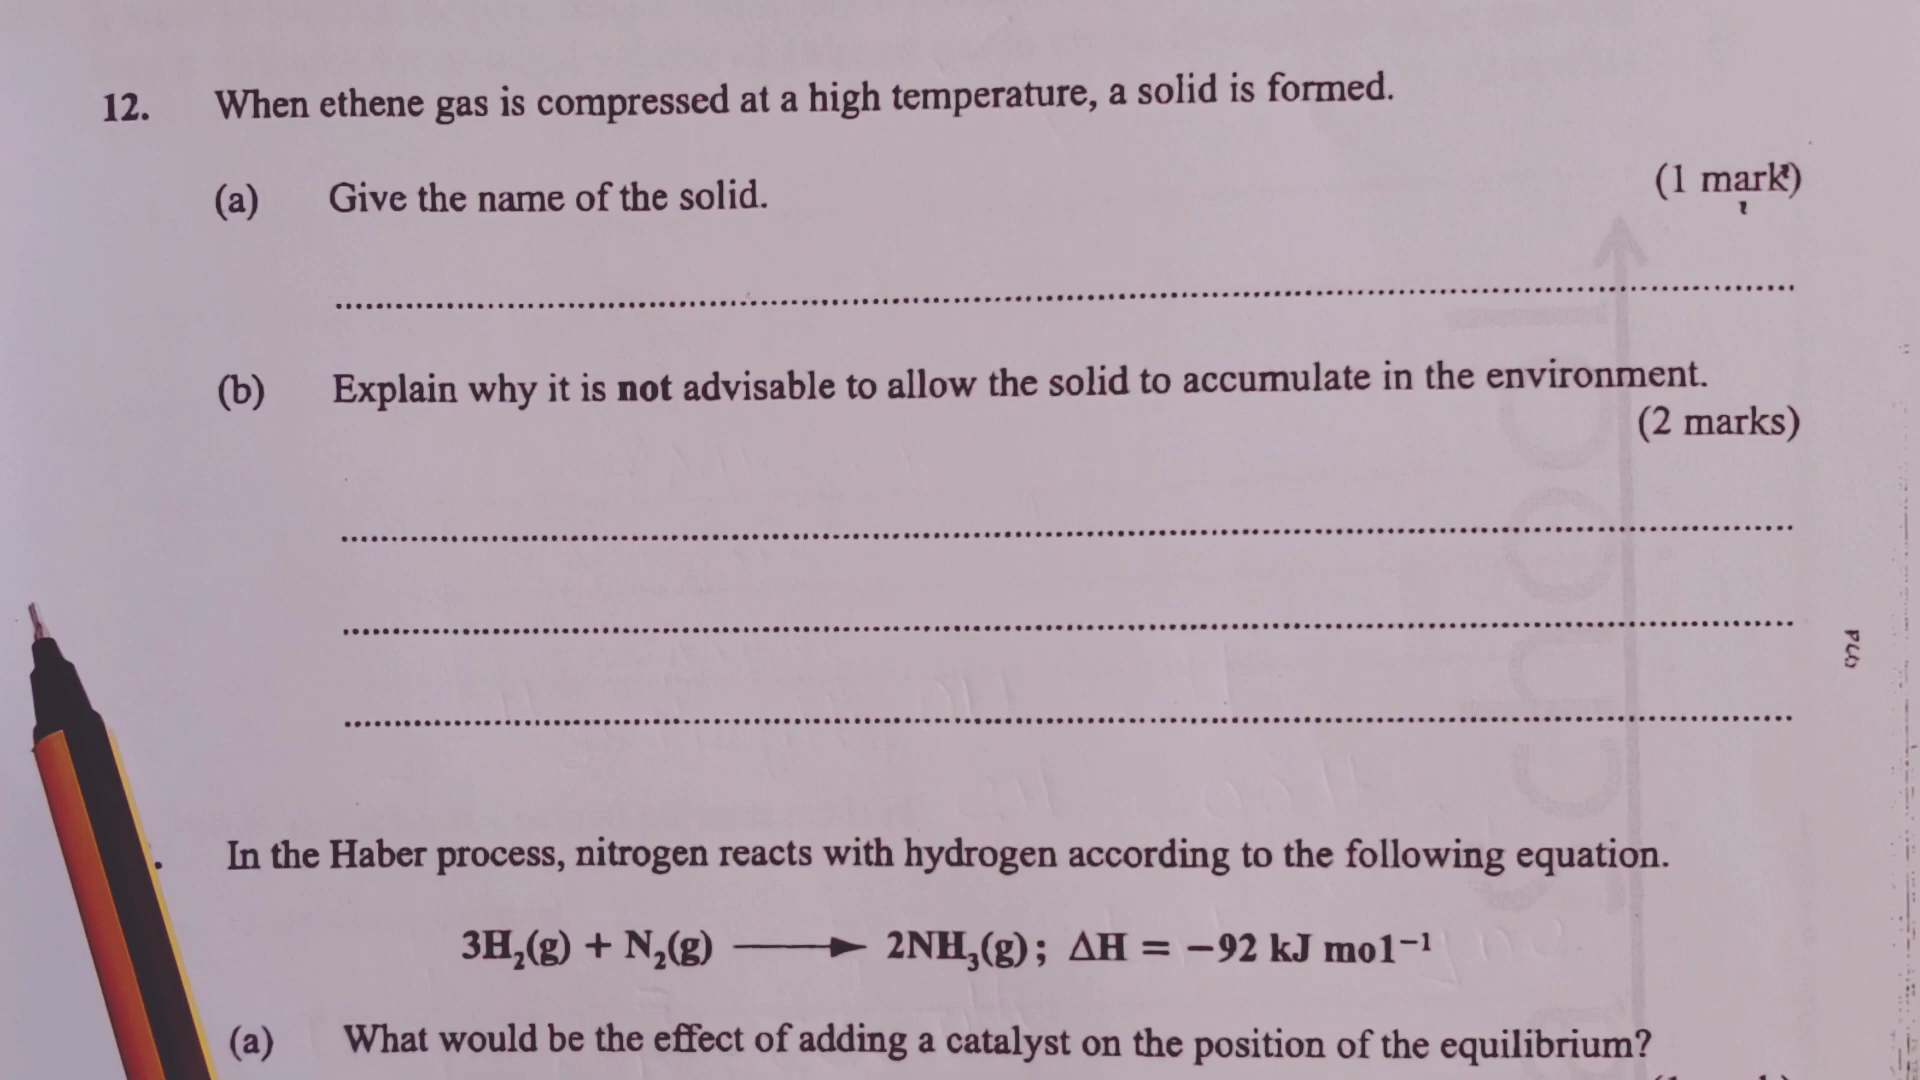 12. When ethene gas is compressed at a high temperature, a solid is formed.
(a) Give the name of the solid. (1 mark)
(b) Explain why it is not advisable to allow the solid to accumulate in the environment.
(2 marks)
In the Haber process, nitrogen reacts with hydrogen according to the following equation.
3H₂(g) + N₂(g) ⟶ 2NH₃(g); ΔH = −92 kJ mol⁻¹
(a) What would be the effect of adding a catalyst on the position of the equilibrium?